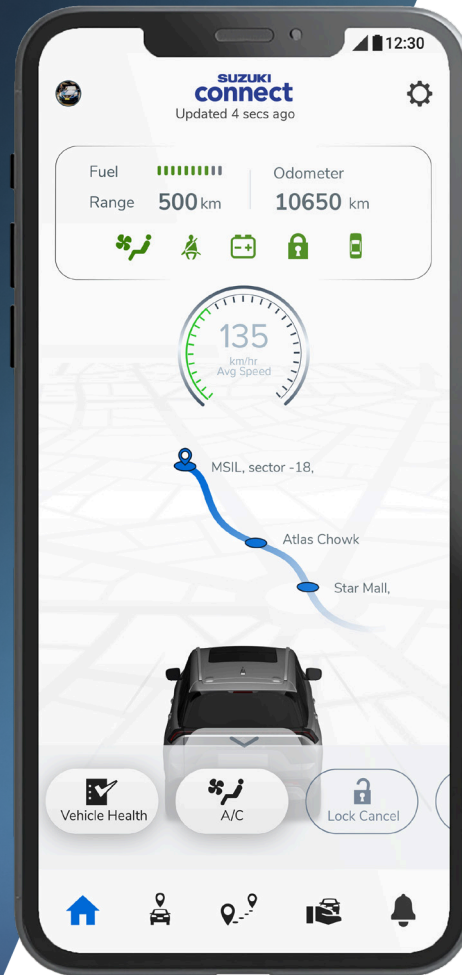 12:30
SUZUKI
connect
Updated 4 secs ago
Fuel
Range 500 km
Odometer
10650 km
135
km/hr
Avg Speed
MSIL, sector -18,
Atlas Chowk
Star Mall,
Vehicle Health
A/C
Lock Cancel